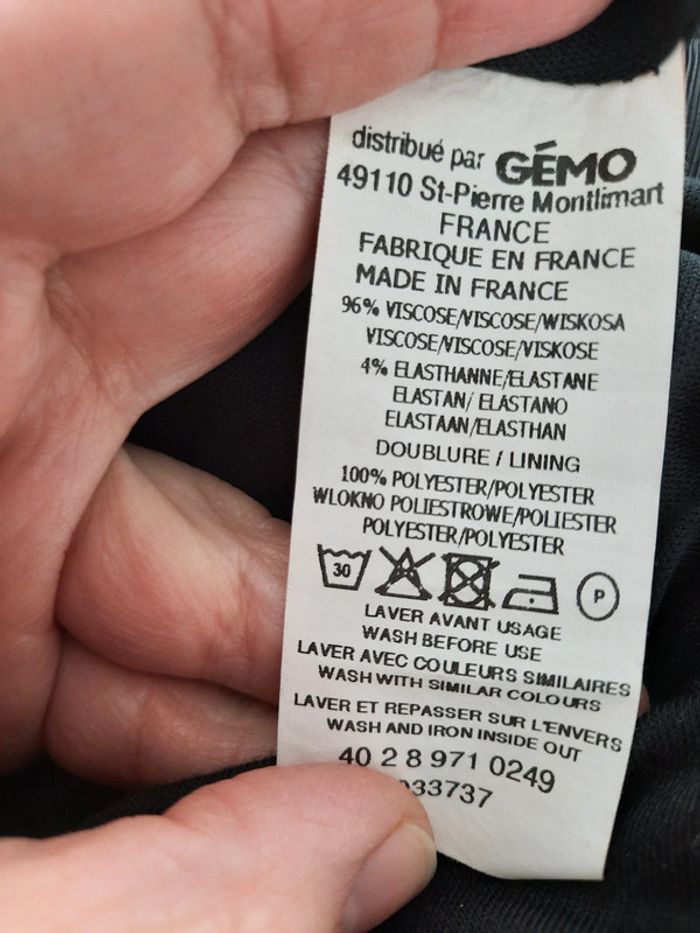 distribué par GÉMO
49110 St-Pierre Montlimart
FRANCE
FABRIQUE EN FRANCE
MADE IN FRANCE
96% VISCOSE/VISCOSE/WISKOSA
VISCOSE/VISCOSE/VISKOSE
4% ELASTHANNE/ELASTANE
ELASTAN/ ELASTANO
ELASTAAN/ELASTHAN
DOUBLURE / LINING
100% POLYESTER/POLYESTER
WLOKNO POLIESTROWE/POLIESTER
POLYESTER/POLYESTER
30 P
LAVER AVANT USAGE
WASH BEFORE USE
LAVER AVEC COULEURS SIMILAIRES
WASH WITH SIMILAR COLOURS
LAVER ET REPASSER SUR L'ENVERS
WASH AND IRON INSIDE OUT
40 2 8 971 0249
33737